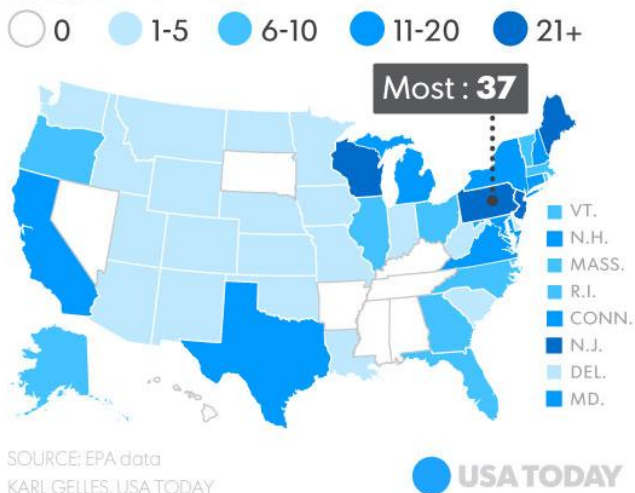 0 1-5 6-10 11-20 21+
Most: 37
VT.
N.H.
MASS.
R.I.
CONN.
N.J.
DEL.
MD.
SOURCE: EPA data
KARL GELLES, USA TODAY
USA TODAY